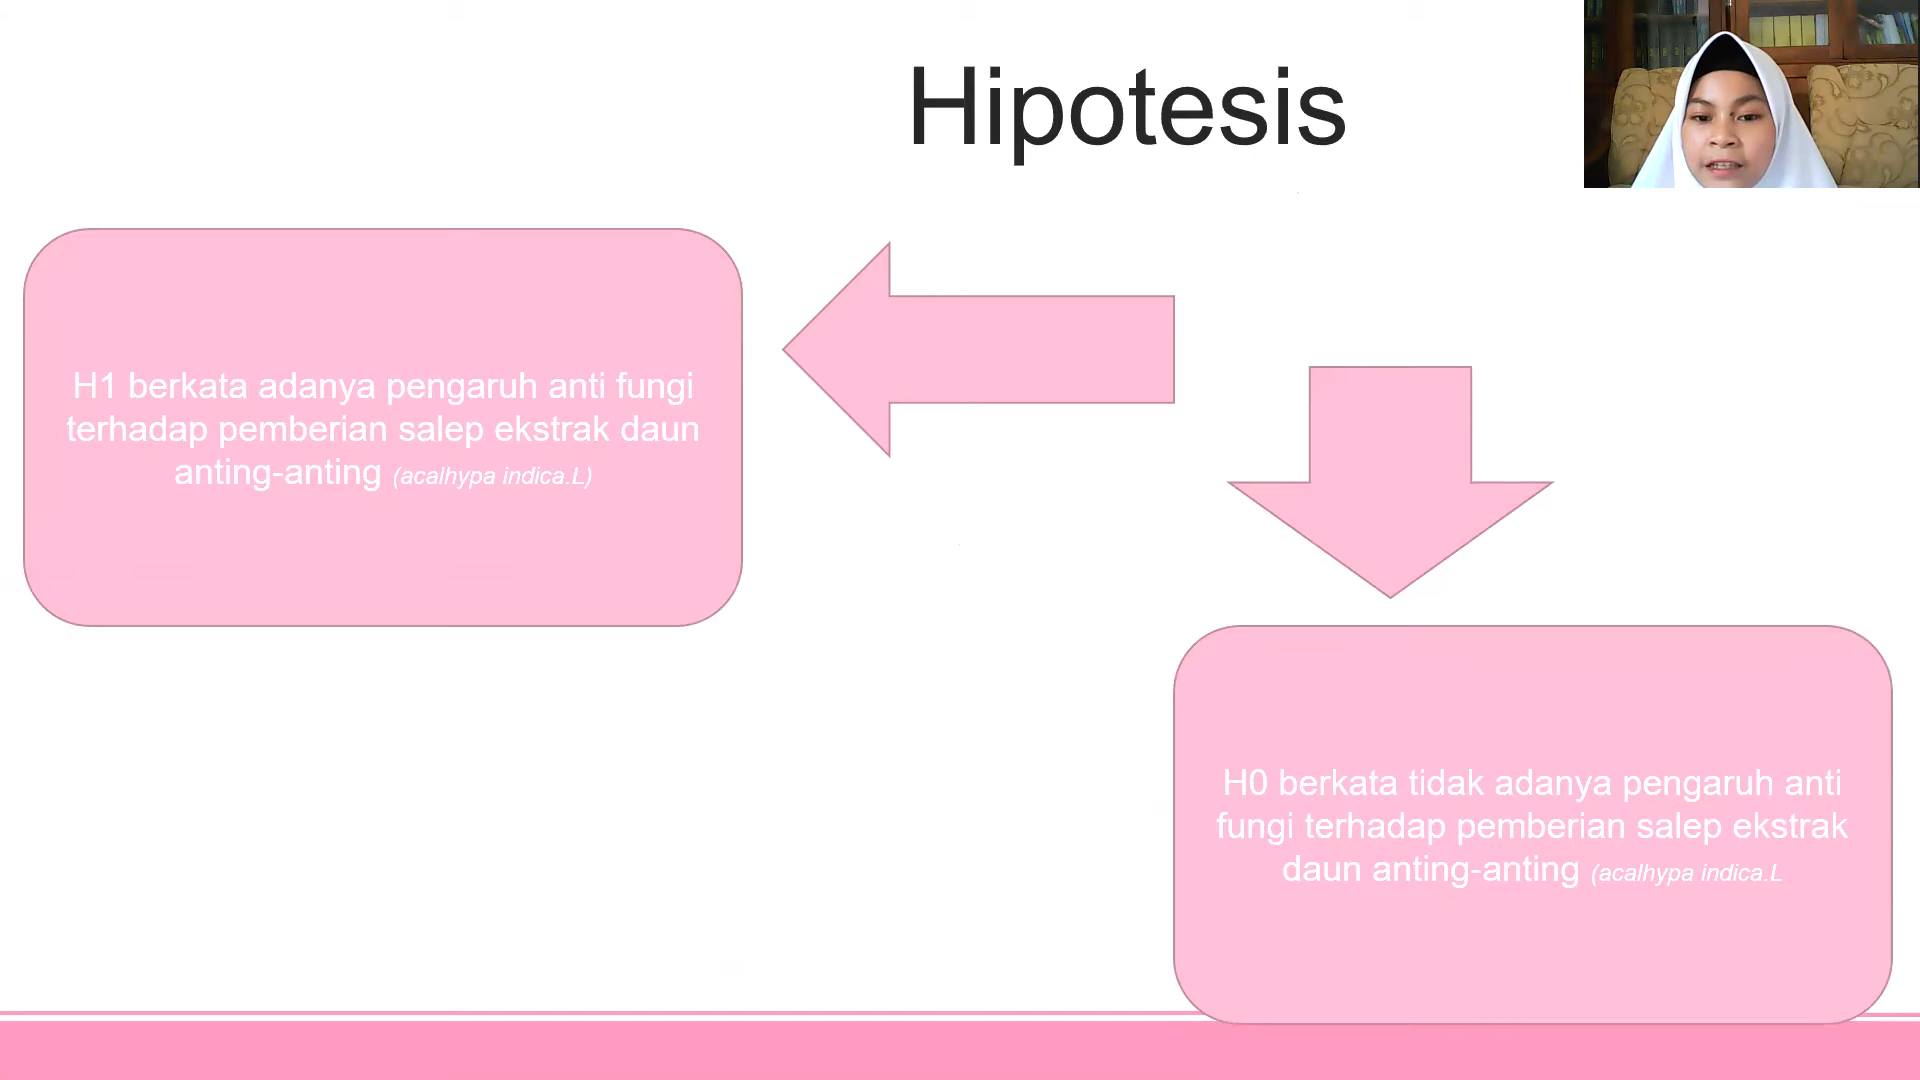 Hipotesis
H1 berkata adanya pengaruh anti fungi
terhadap pemberian salep ekstrak daun
anting-anting (acalhypa indica.L)
H0 berkata tidak adanya pengaruh anti
fungi terhadap pemberian salep ekstrak
daun anting-anting (acalhypa indica.L